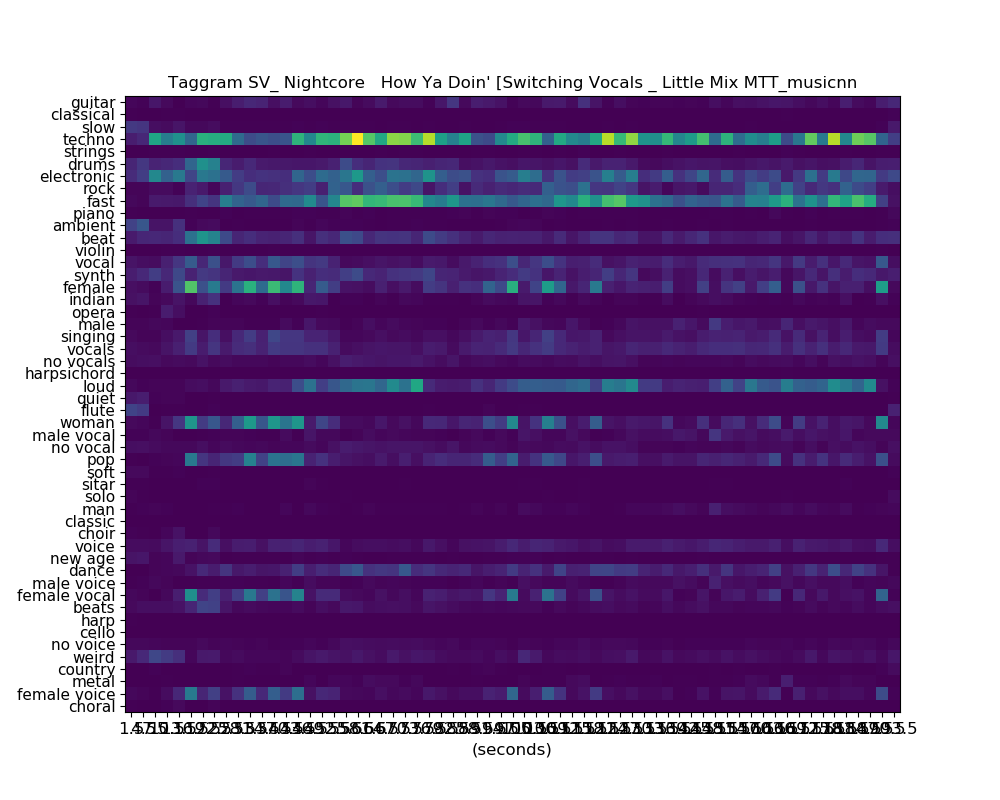 Taggram SV_ Nightcore   How Ya Doin' [Switching Vocals _ Little Mix MTT_musicnn
guitar
classical
slow
techno
strings
drums
electronic
rock
fast
piano
ambient
beat
violin
vocal
synth
female
indian
opera
male
singing
vocals
no vocals
harpsichord
loud
quiet
flute
woman
male vocal
no vocal
pop
soft
sitar
solo
man
classic
choir
voice
new age
dance
male voice
female vocal
beats
harp
cello
no voice
weird
country
metal
female voice
choral
(seconds)